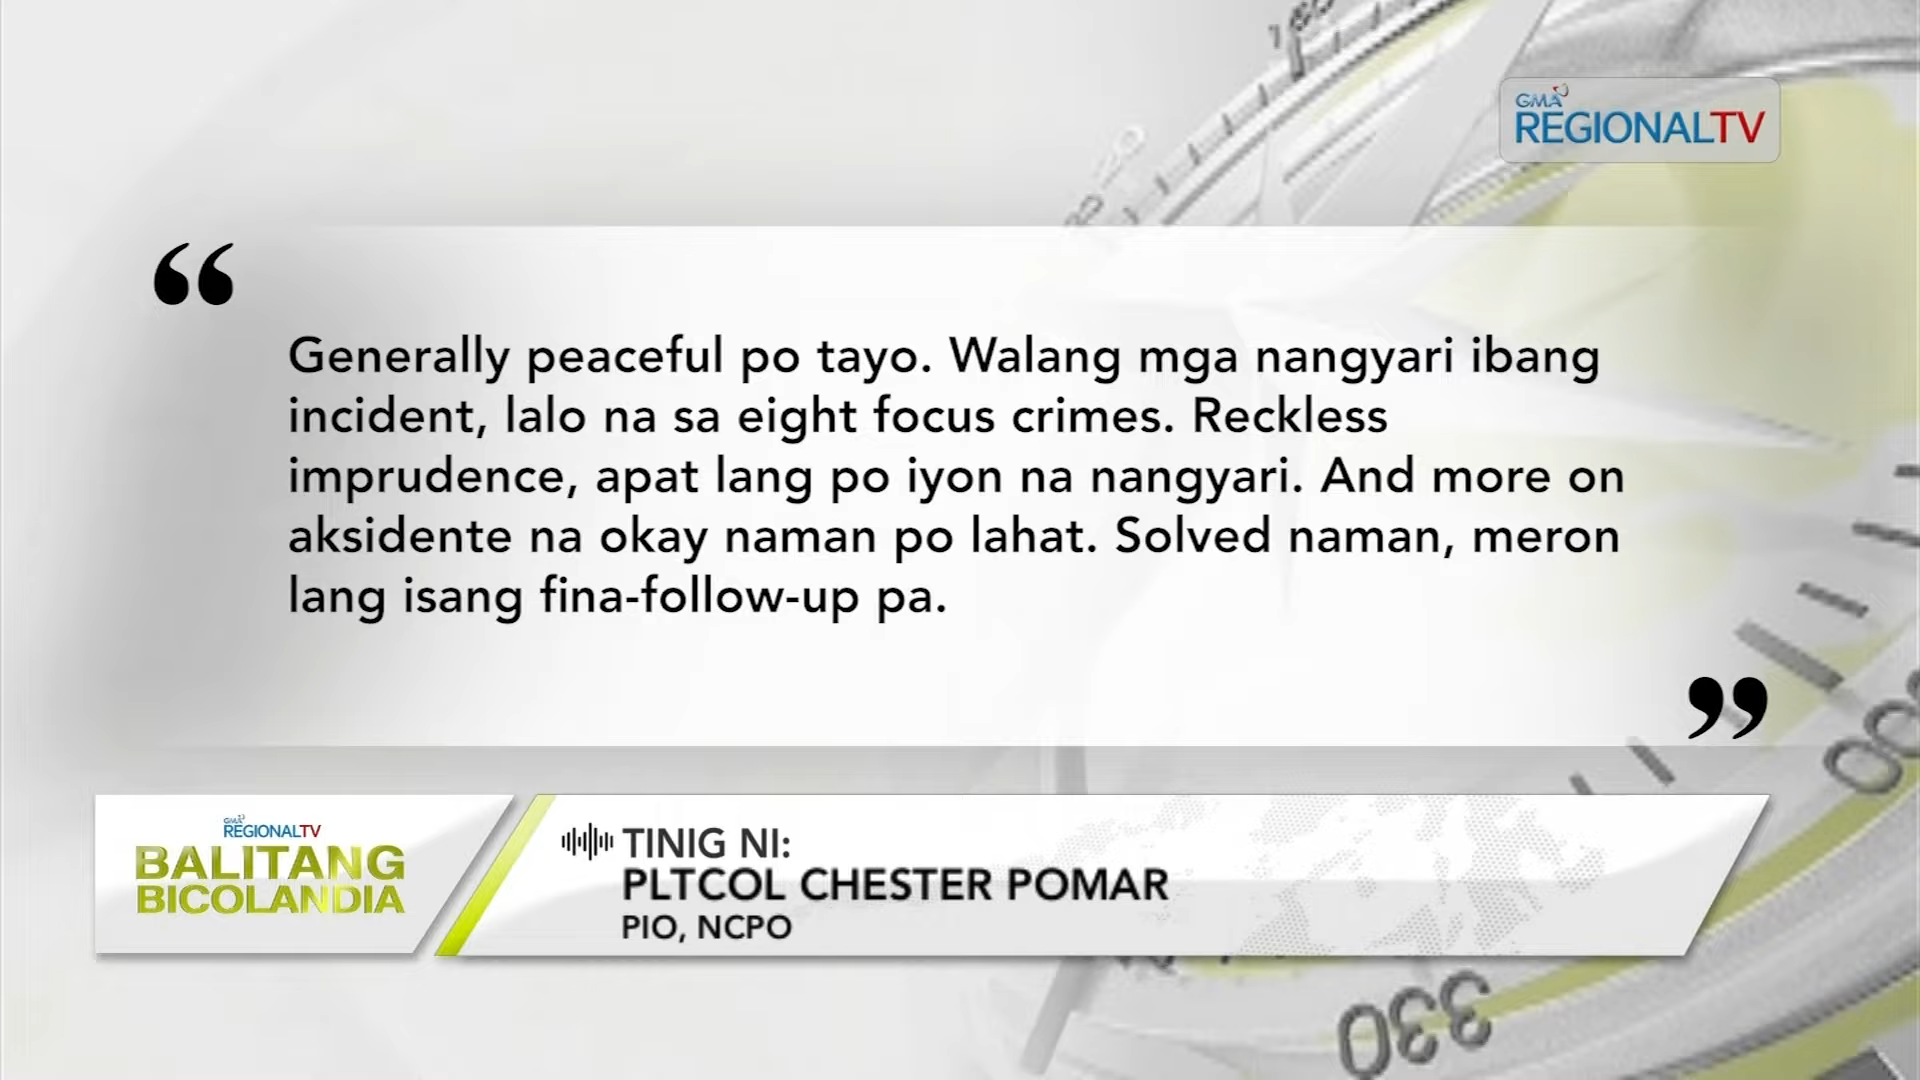 GMA
REGIONALTV
“
Generally peaceful po tayo. Walang mga nangyari ibang
incident, lalo na sa eight focus crimes. Reckless
imprudence, apat lang po iyon na nangyari. And more on
aksidente na okay naman po lahat. Solved naman, meron
lang isang fina-follow-up pa.
”
GMA
REGIONALTV
BALITANG
BICOLANDIA
TINIG NI:
PLTCOL CHESTER POMAR
PIO, NCPO
330